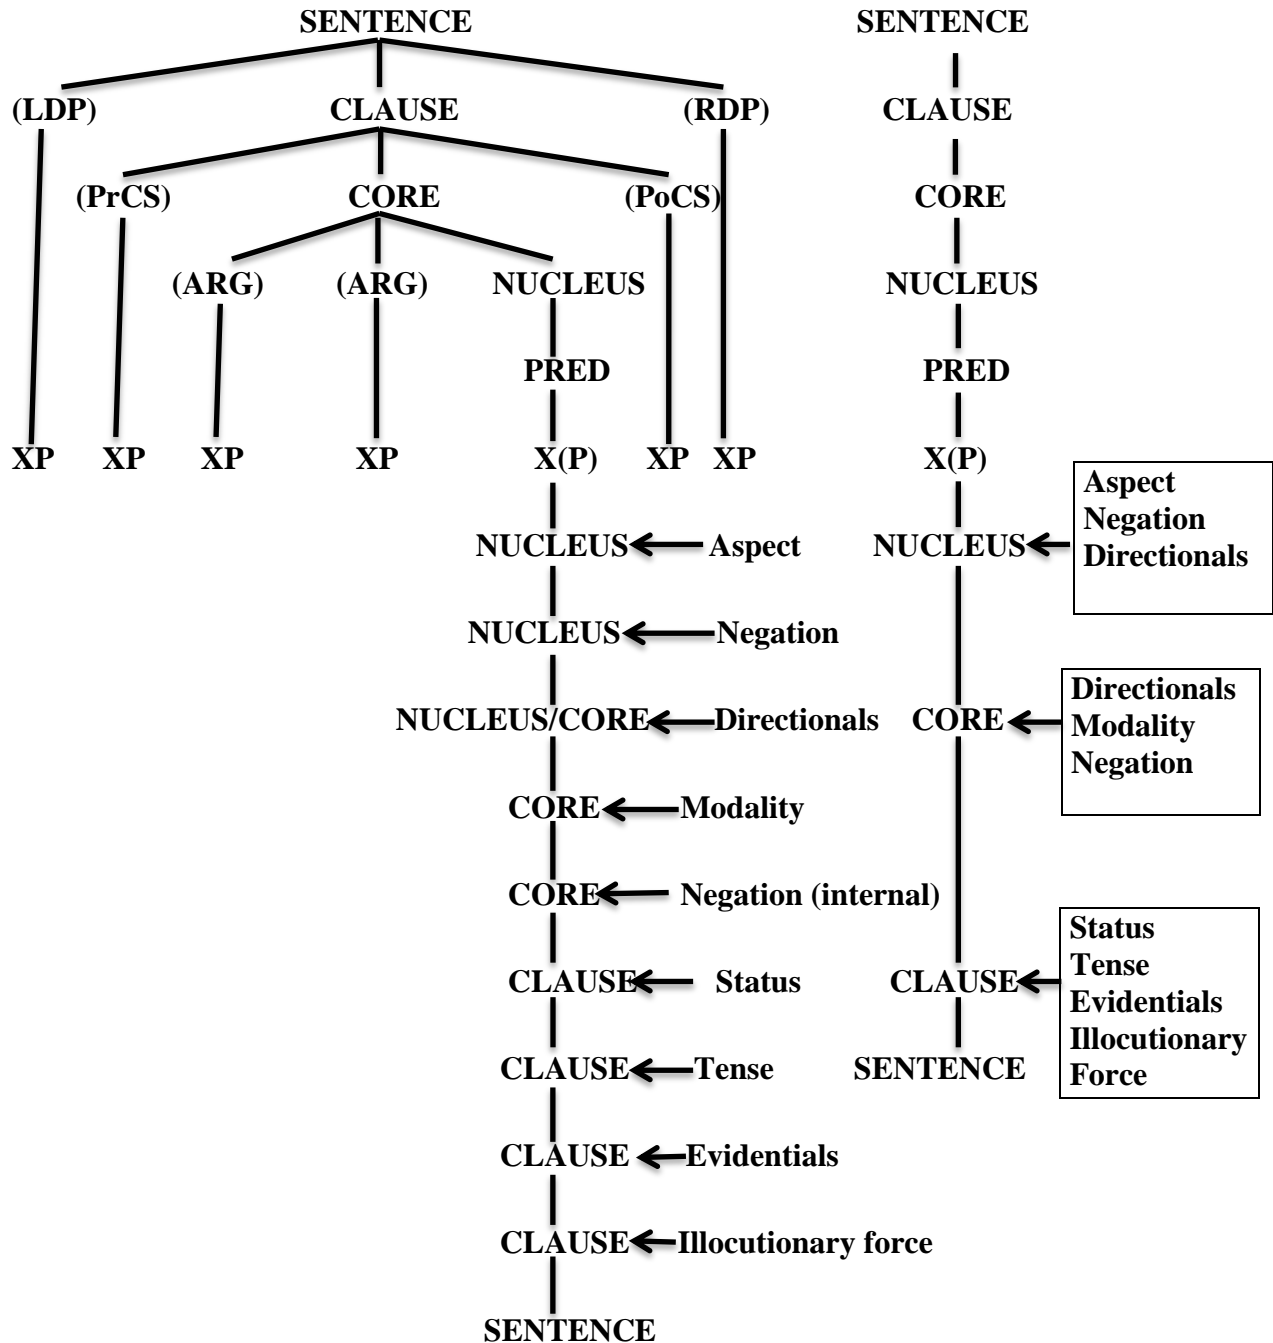 SENTENCE SENTENCE
(LDP) CLAUSE (RDP) CLAUSE
(PrCS) CORE (PoCS) CORE
(ARG) (ARG) NUCLEUS NUCLEUS
PRED PRED
XP XP XP XP X(P) XP XP X(P)
Aspect
Negation
Directionals
NUCLEUS Aspect NUCLEUS
NUCLEUS Negation
Directionals
Modality
Negation
NUCLEUS/CORE Directionals CORE
CORE Modality
CORE Negation (internal)
Status
Tense
Evidentials
Illocutionary
Force
CLAUSE Status CLAUSE
CLAUSE Tense SENTENCE
CLAUSE Evidentials
CLAUSE Illocutionary force
SENTENCE